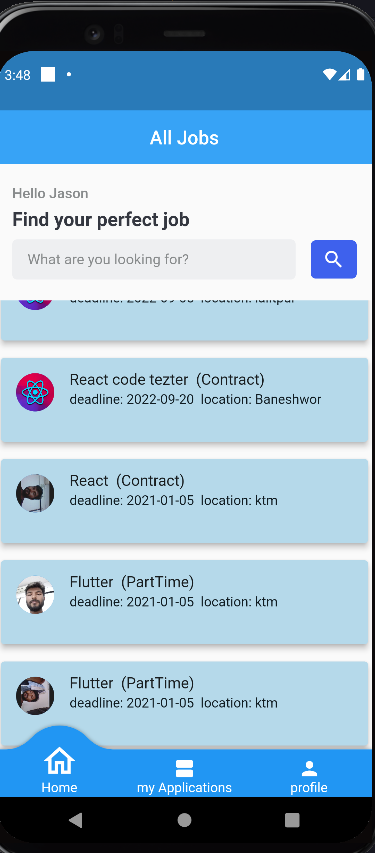 3:48
All Jobs
Hello Jason
Find your perfect job
What are you looking for?
deadline: 2022-09-08 location: lalitpur
React code tezter (Contract)
deadline: 2022-09-20 location: Baneshwor
React (Contract)
deadline: 2021-01-05 location: ktm
Flutter (PartTime)
deadline: 2021-01-05 location: ktm
Flutter (PartTime)
deadline: 2021-01-05 location: ktm
Home
my Applications
profile